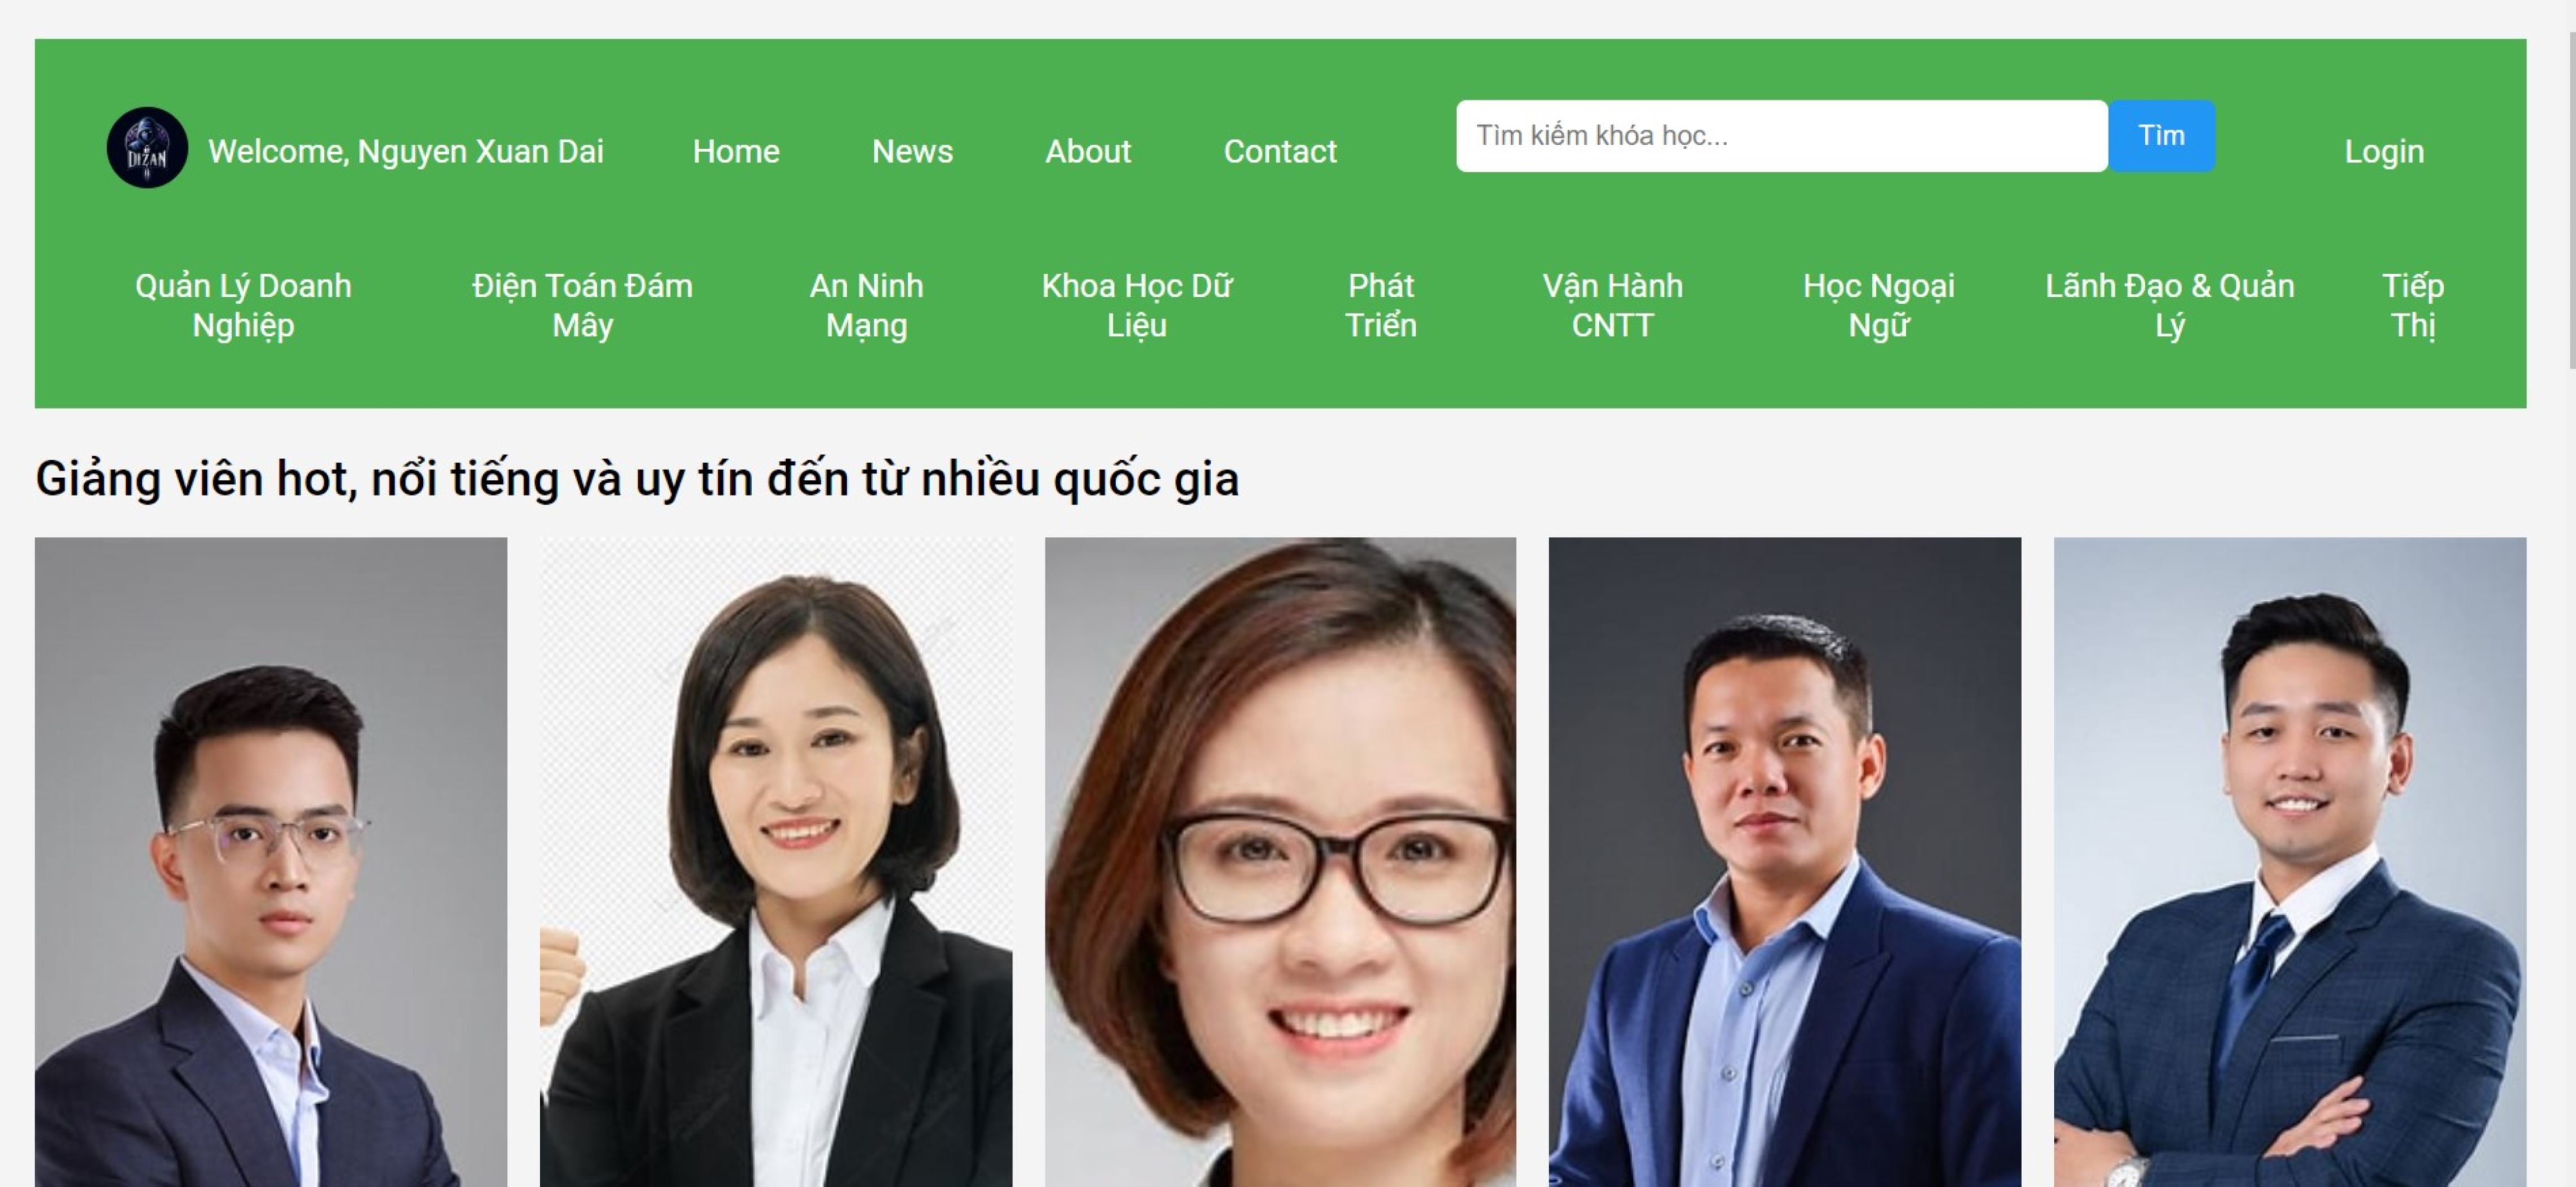 DIZAN
Welcome, Nguyen Xuan Dai
Home
News
About
Contact
Tìm kiếm khóa học...
Tìm
Login
Quản Lý Doanh
Nghiệp
Điện Toán Đám
Mây
An Ninh
Mạng
Khoa Học Dữ
Liệu
Phát
Triển
Vận Hành
CNTT
Học Ngoại
Ngữ
Lãnh Đạo & Quản
Lý
Tiếp
Thị
Giảng viên hot, nổi tiếng và uy tín đến từ nhiều quốc gia